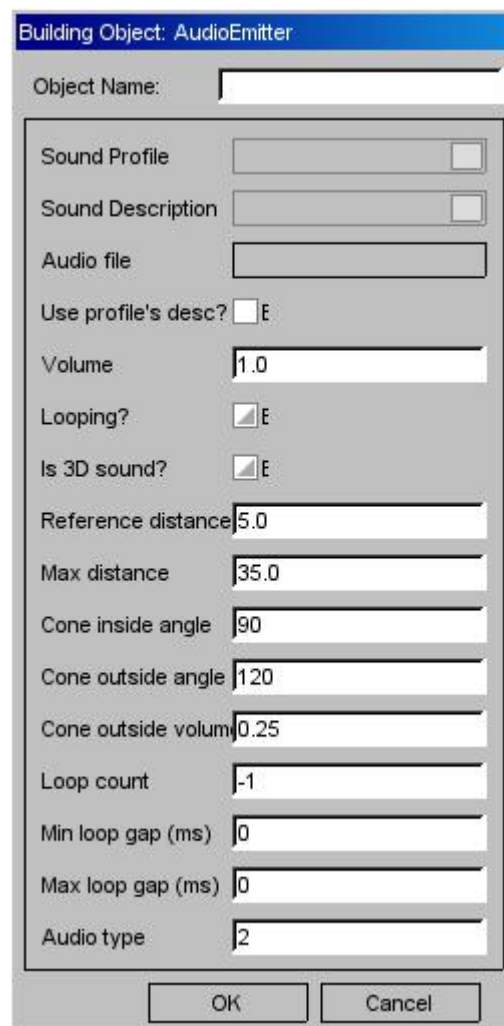 Building Object: AudioEmitter
Object Name:
Sound Profile
Sound Description
Audio file
Use profile's desc? E
Volume 1.0
Looping? E
Is 3D sound? E
Reference distance 5.0
Max distance 35.0
Cone inside angle 90
Cone outside angle 120
Cone outside volum 0.25
Loop count -1
Min loop gap (ms) 0
Max loop gap (ms) 0
Audio type 2
OK Cancel